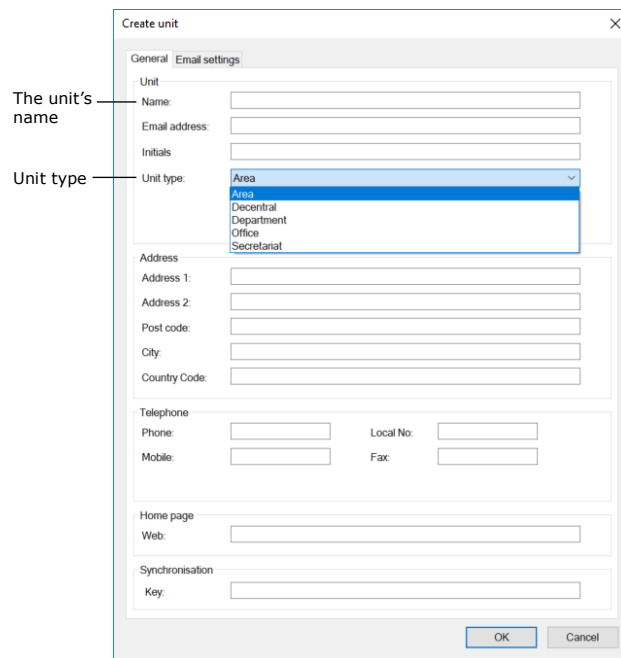 Create unit
General Email settings
Unit
The unit's
name
Name:
Email address:
Initials
Unit type
Unit type: Area
Area
Decentral
Department
Office
Secretariat
Address
Address 1:
Address 2:
Post code:
City:
Country Code:
Telephone
Phone: Local No:
Mobile: Fax:
Home page
Web:
Synchronisation
Key:
OK Cancel